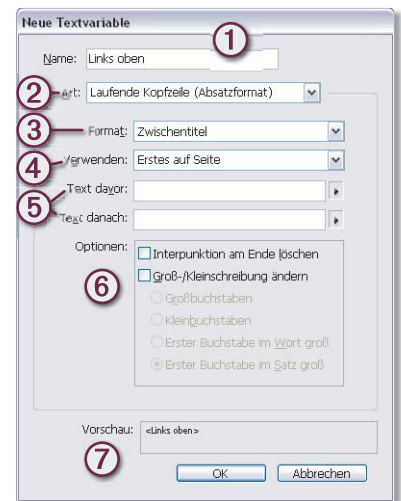 Neue Textvariable
1
Name: Links oben
2 Art: Laufende Kopfzeile (Absatzformat)
3 Format: Zwischentitel
4 Verwenden: Erstes auf Seite
5 Text davor:
Text danach:
Optionen: Interpunktion am Ende löschen
6 Groß-/Kleinschreibung ändern
Großbuchstaben
Kleinbuchstaben
Erster Buchstabe im Wort groß
Erster Buchstabe im Satz groß
Vorschau: <Links oben>
7
OK Abbrechen